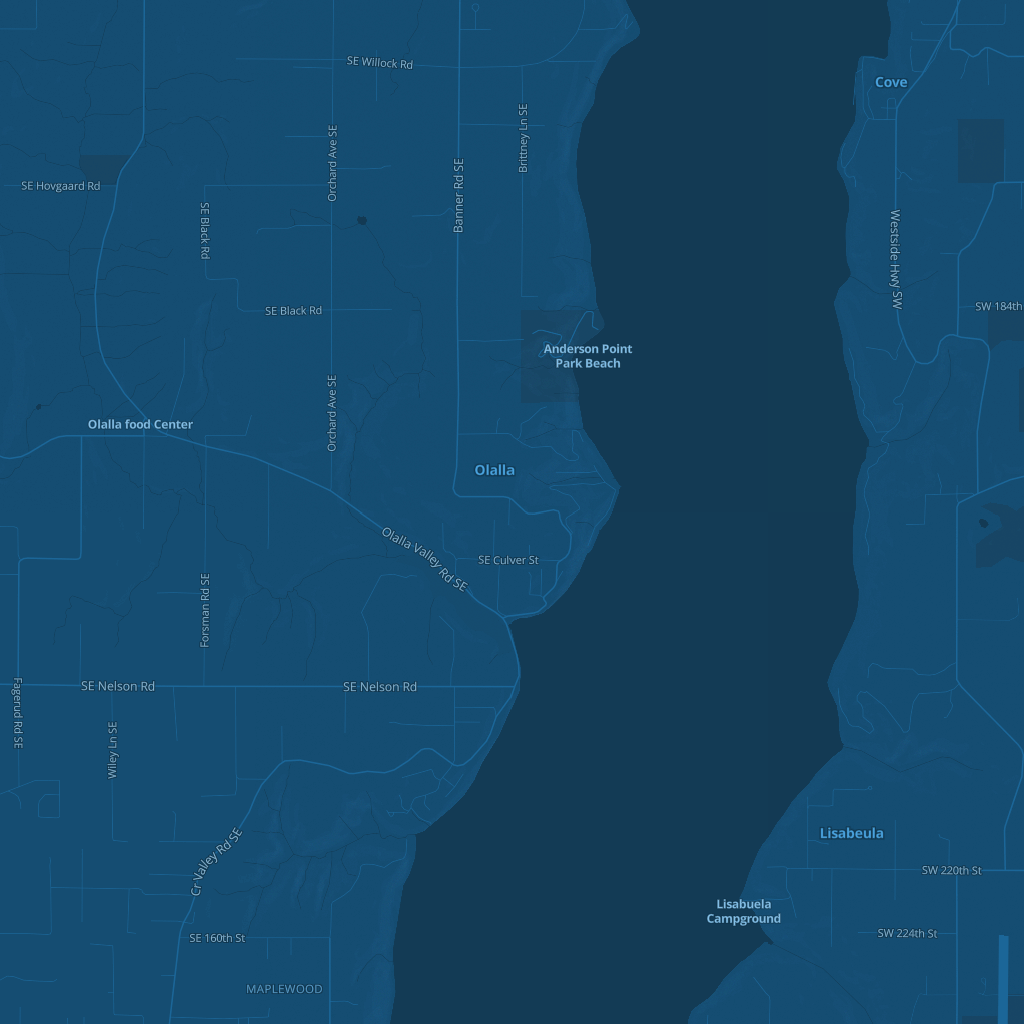 SE Willock Rd
Cove
Brittney Ln SE
Orchard Ave SE
Banner Rd SE
SE Hovgaard Rd
SE Black Rd
Westside Hwy SW
SE Black Rd
SW 184th
Anderson Point
Park Beach
Orchard Ave SE
Olalla food Center
Olalla
Olalla Valley Rd SE
SE Culver St
Forsman Rd SE
SE Nelson Rd
SE Nelson Rd
Fagerud Rd SE
Wiley Ln SE
Lisabeula
Cr Valley Rd SE
SW 220th St
Lisabuela
Campground
SW 224th St
SE 160th St
MAPLEWOOD